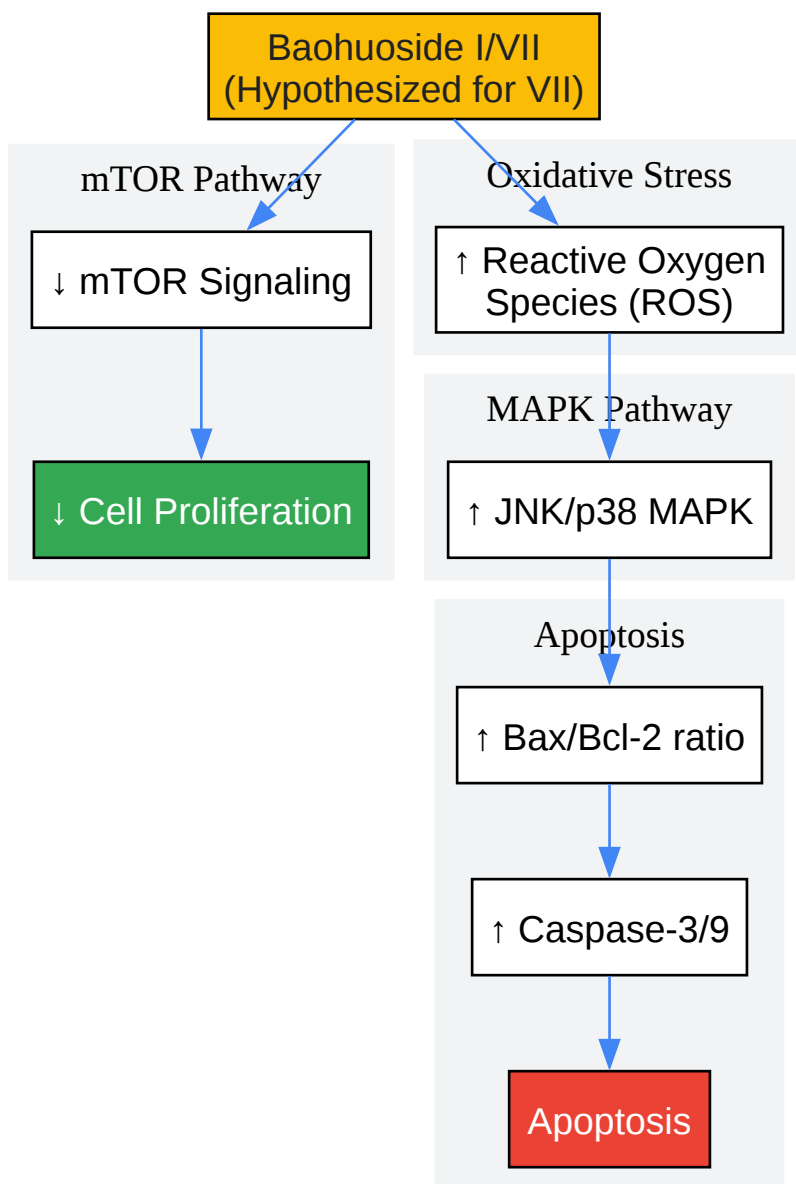 Baohuoside I/VII
(Hypothesized for VII)
mTOR Pathway
↓ mTOR Signaling
↓ Cell Proliferation
Oxidative Stress
↑ Reactive Oxygen
Species (ROS)
MAPK Pathway
↑ JNK/p38 MAPK
Apoptosis
↑ Bax/Bcl-2 ratio
↑ Caspase-3/9
Apoptosis